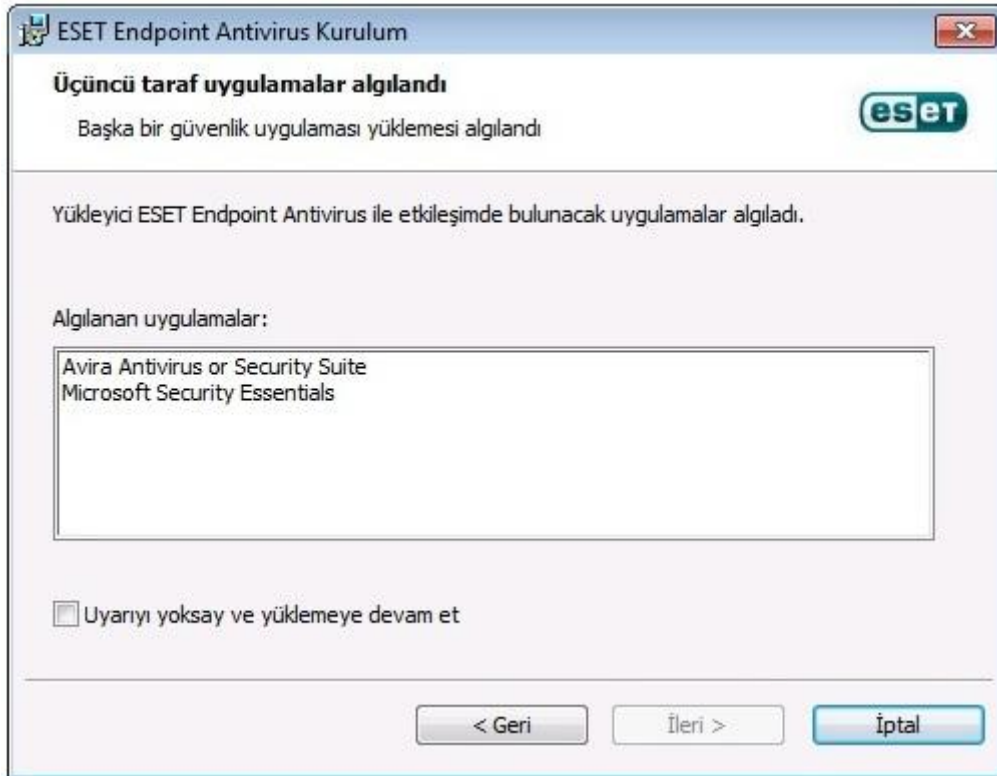 ESET Endpoint Antivirus Kurulum
Üçüncü taraf uygulamalar algılandı
Başka bir güvenlik uygulaması yüklemesi algılandı
eseT
Yükleyici ESET Endpoint Antivirus ile etkileşimde bulunacak uygulamalar algıladı.
Algılanan uygulamalar:
Avira Antivirus or Security Suite
Microsoft Security Essentials
Uyarıyı yoksay ve yüklemeye devam et
< Geri
İleri >
İptal